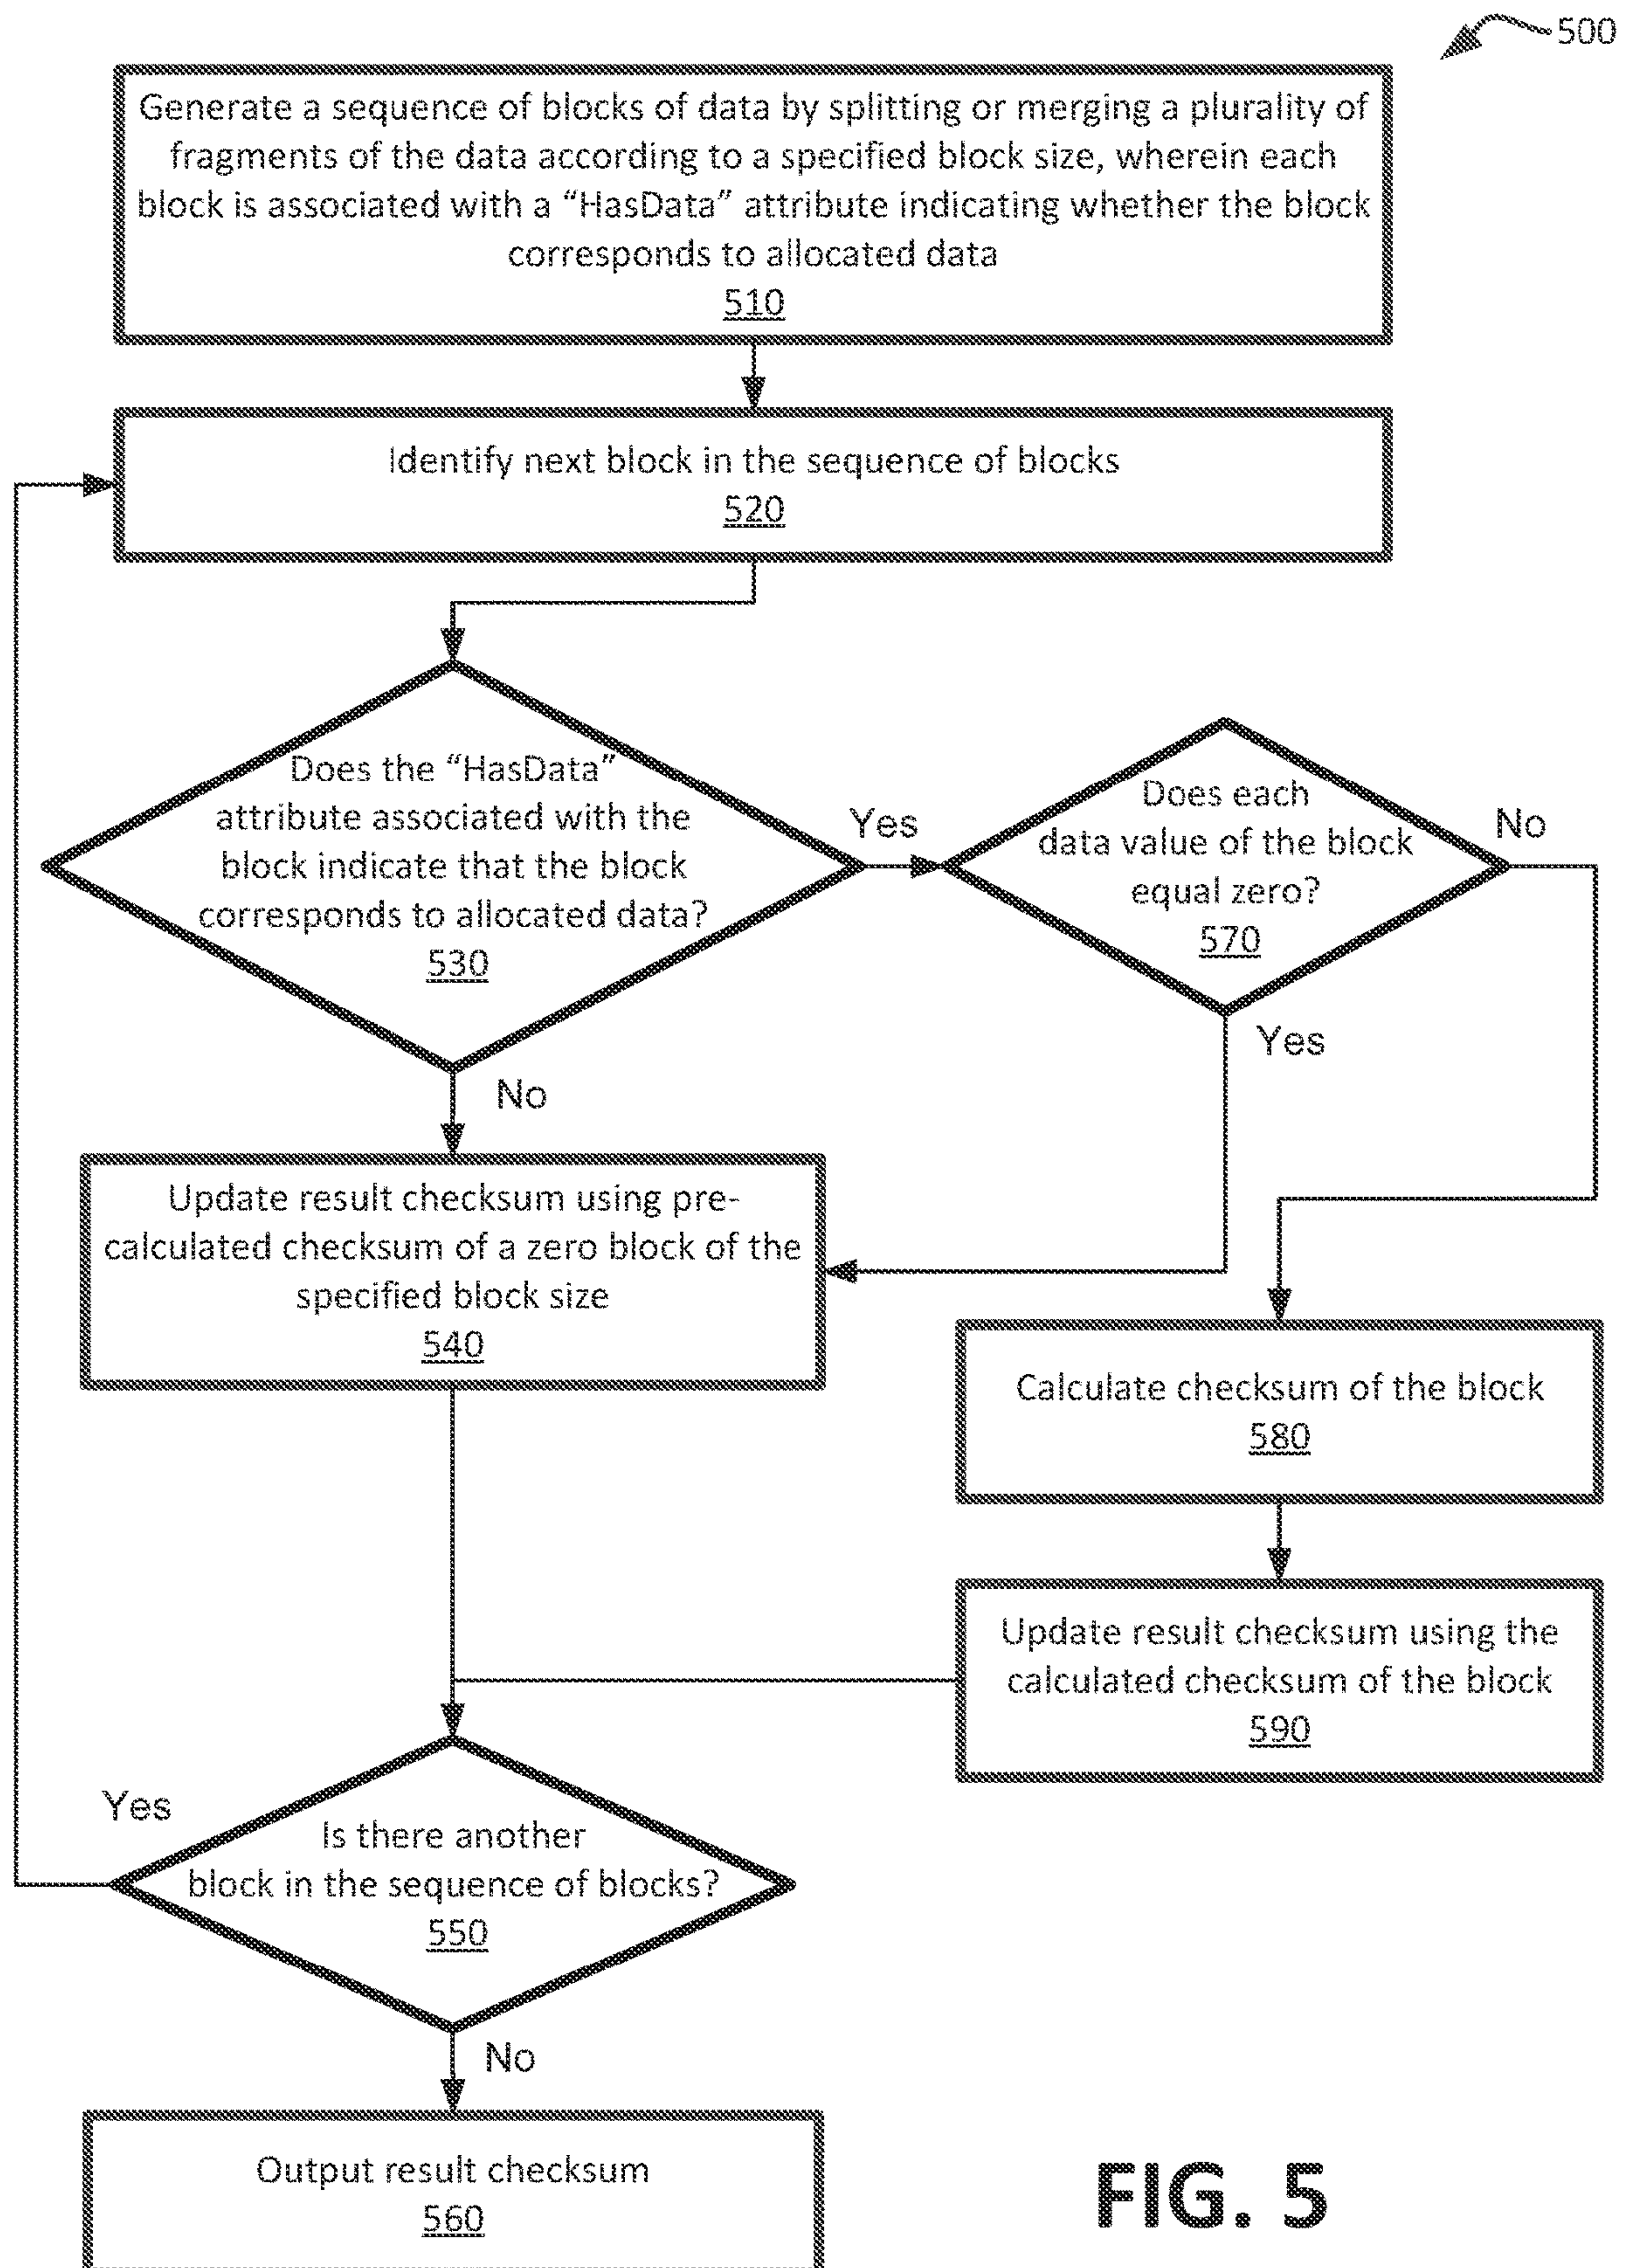 500
Generate a sequence of blocks of data by splitting or merging a plurality of
fragments of the data according to a specified block size, wherein each
block is associated with a “HasData” attribute indicating whether the block
corresponds to allocated data
510
Identify next block in the sequence of blocks
520
Does the “HasData”
attribute associated with the
block indicate that the block
corresponds to allocated data?
530
Yes
Does each
data value of the block
equal zero?
570
No
Yes
No
Update result checksum using pre-
calculated checksum of a zero block of the
specified block size
540
Calculate checksum of the block
580
Update result checksum using the
calculated checksum of the block
590
Yes
Is there another
block in the sequence of blocks?
550
No
Output result checksum
560
FIG. 5